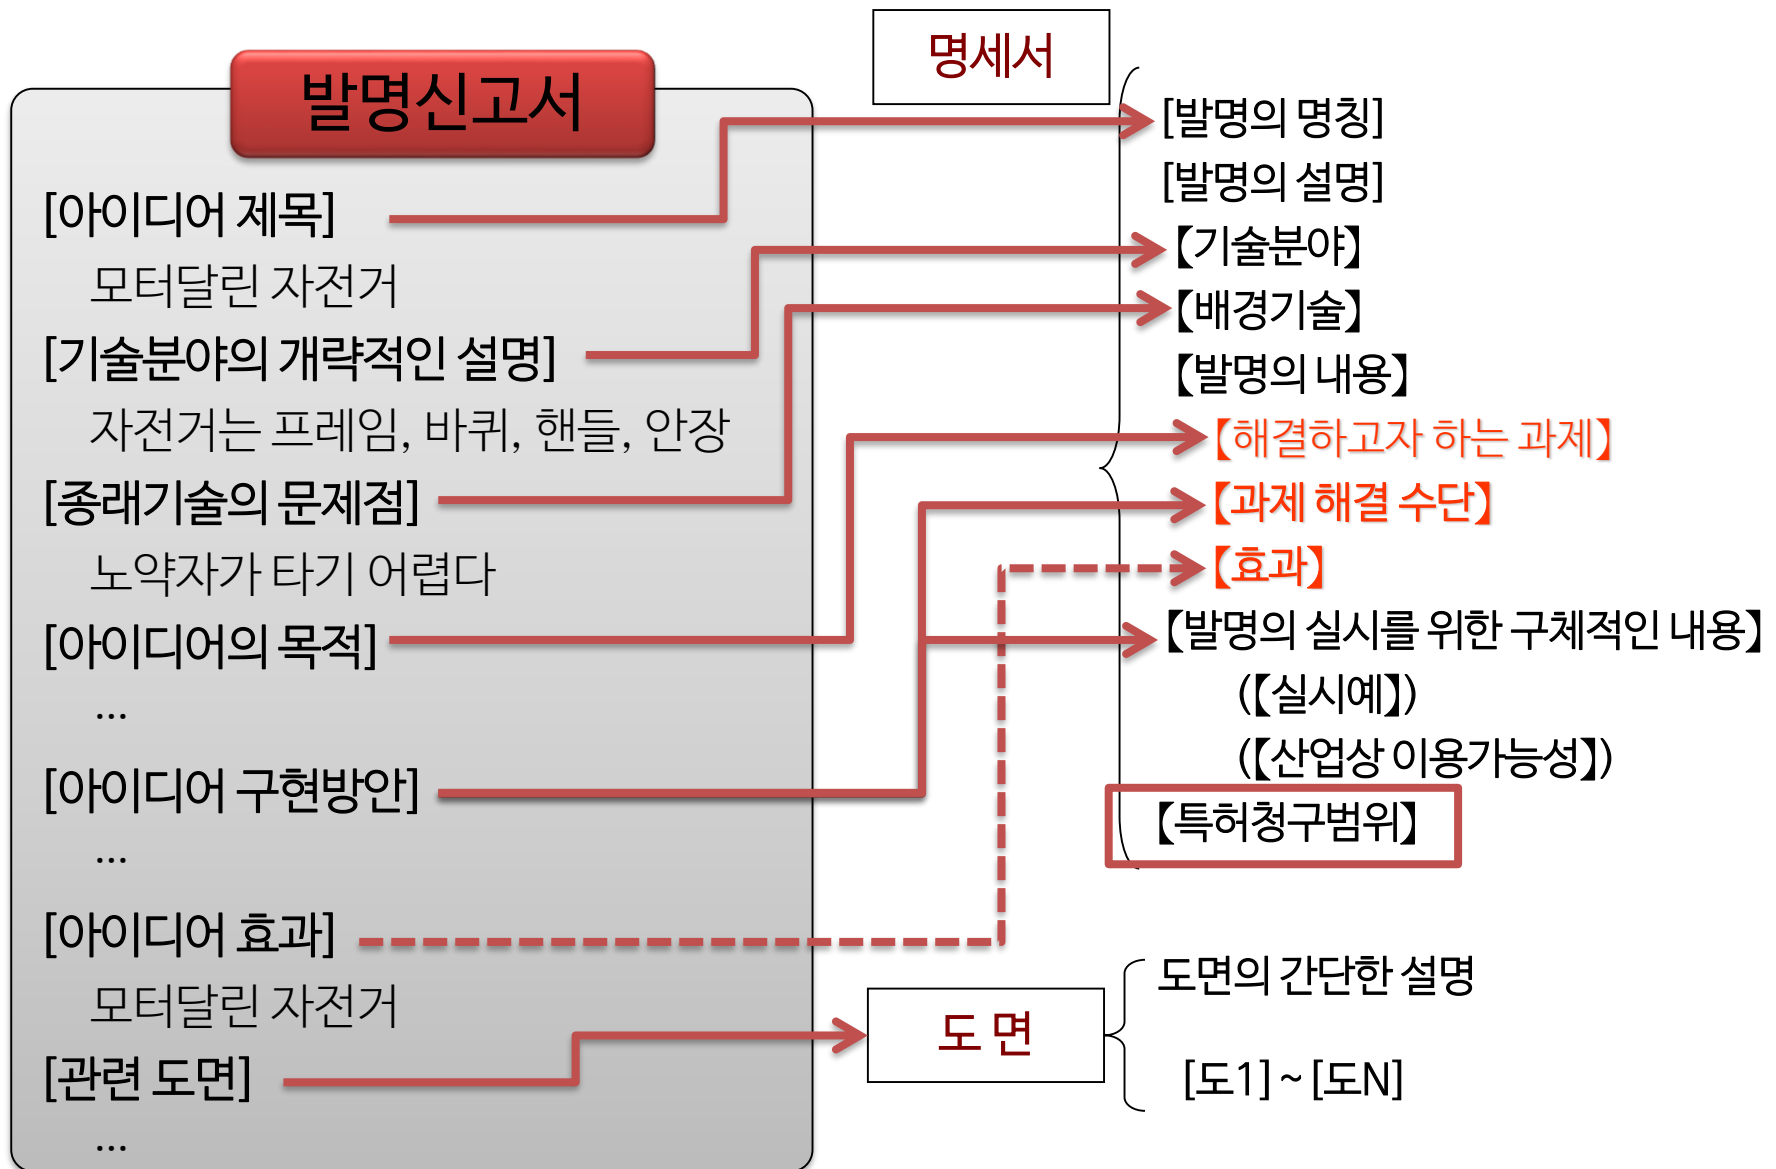 발명신고서
[아이디어 제목]
모터달린 자전거
[기술분야의 개략적인 설명]
자전거는 프레임, 바퀴, 핸들, 안장
[종래기술의 문제점]
노약자가 타기 어렵다
[아이디어의 목적]
...
[아이디어 구현방안]
...
[아이디어 효과]
모터달린 자전거
[관련 도면]
...
명세서
[발명의 명칭]
[발명의 설명]
【기술분야】
【배경기술】
【발명의 내용】
【해결하고자 하는 과제】
【과제 해결 수단】
【효과】
【발명의 실시를 위한 구체적인 내용】
(【실시예】)
(【산업상 이용가능성】)
【특허청구범위】
도 면
도면의 간단한 설명
[도1] ~ [도N]